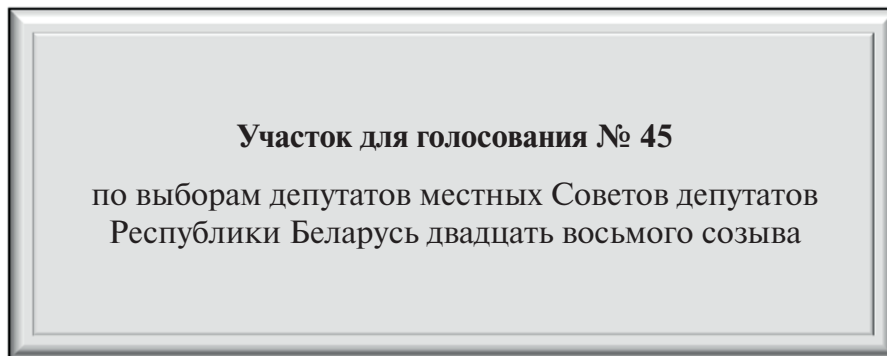 Участок для голосования № 45
по выборам депутатов местных Советов депутатов
Республики Беларусь двадцать восьмого созыва